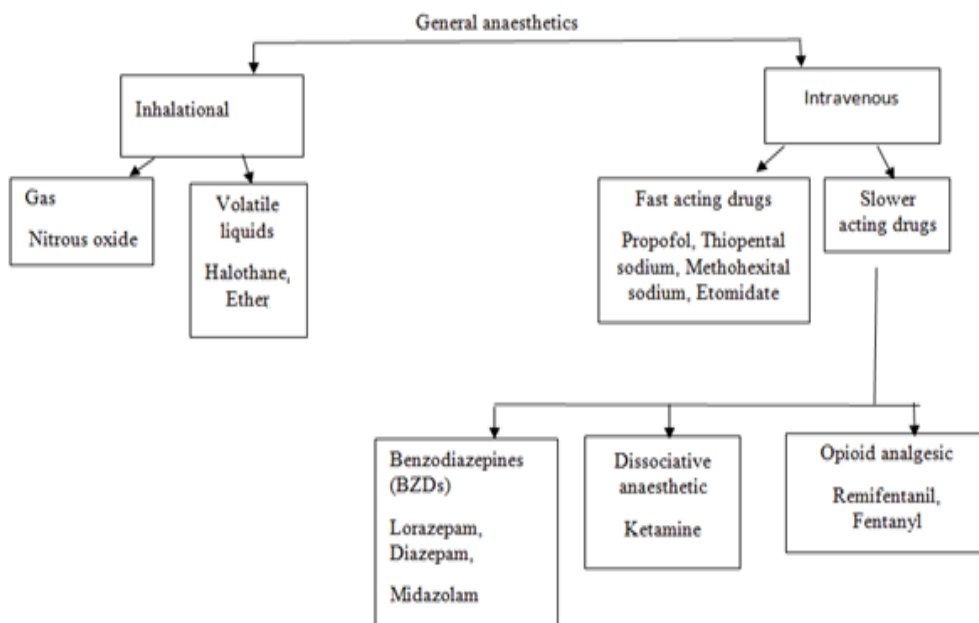 General anaesthetics
Inhalational
Intravenous
Gas
Nitrous oxide
Volatile
liquids
Halothane,
Ether
Fast acting drugs
Propofol, Thiopental
sodium, Methohexital
sodium, Etomidate
Slower
acting drugs
Benzodiazepines
(BZDs)
Lorazepam,
Diazepam,
Midazolam
Dissociative
anaesthetic
Ketamine
Opioid analgesic
Remifentanil,
Fentanyl